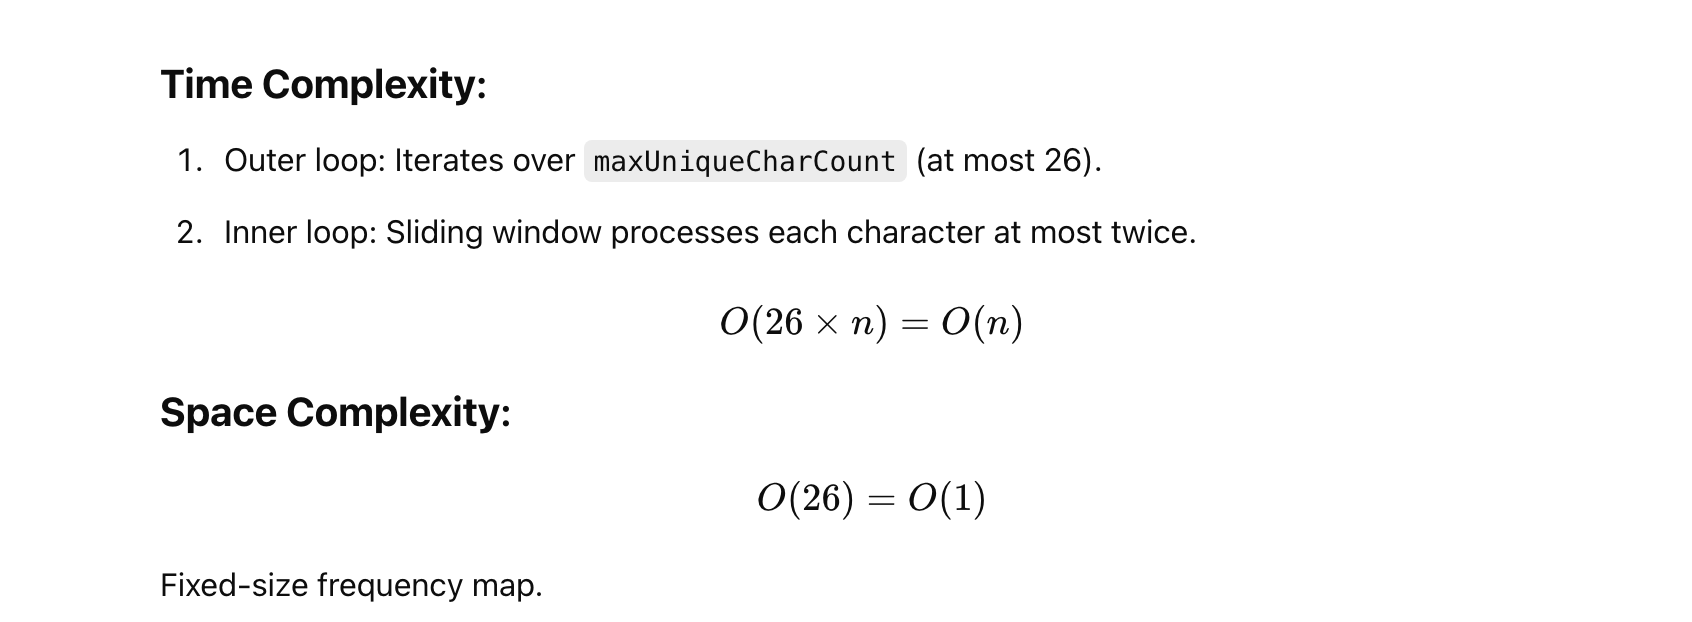 Time Complexity:
1. Outer loop: Iterates over maxUniqueCharCount (at most 26).
2. Inner loop: Sliding window processes each character at most twice.
O(26 × n) = O(n)
Space Complexity:
O(26) = O(1)
Fixed-size frequency map.